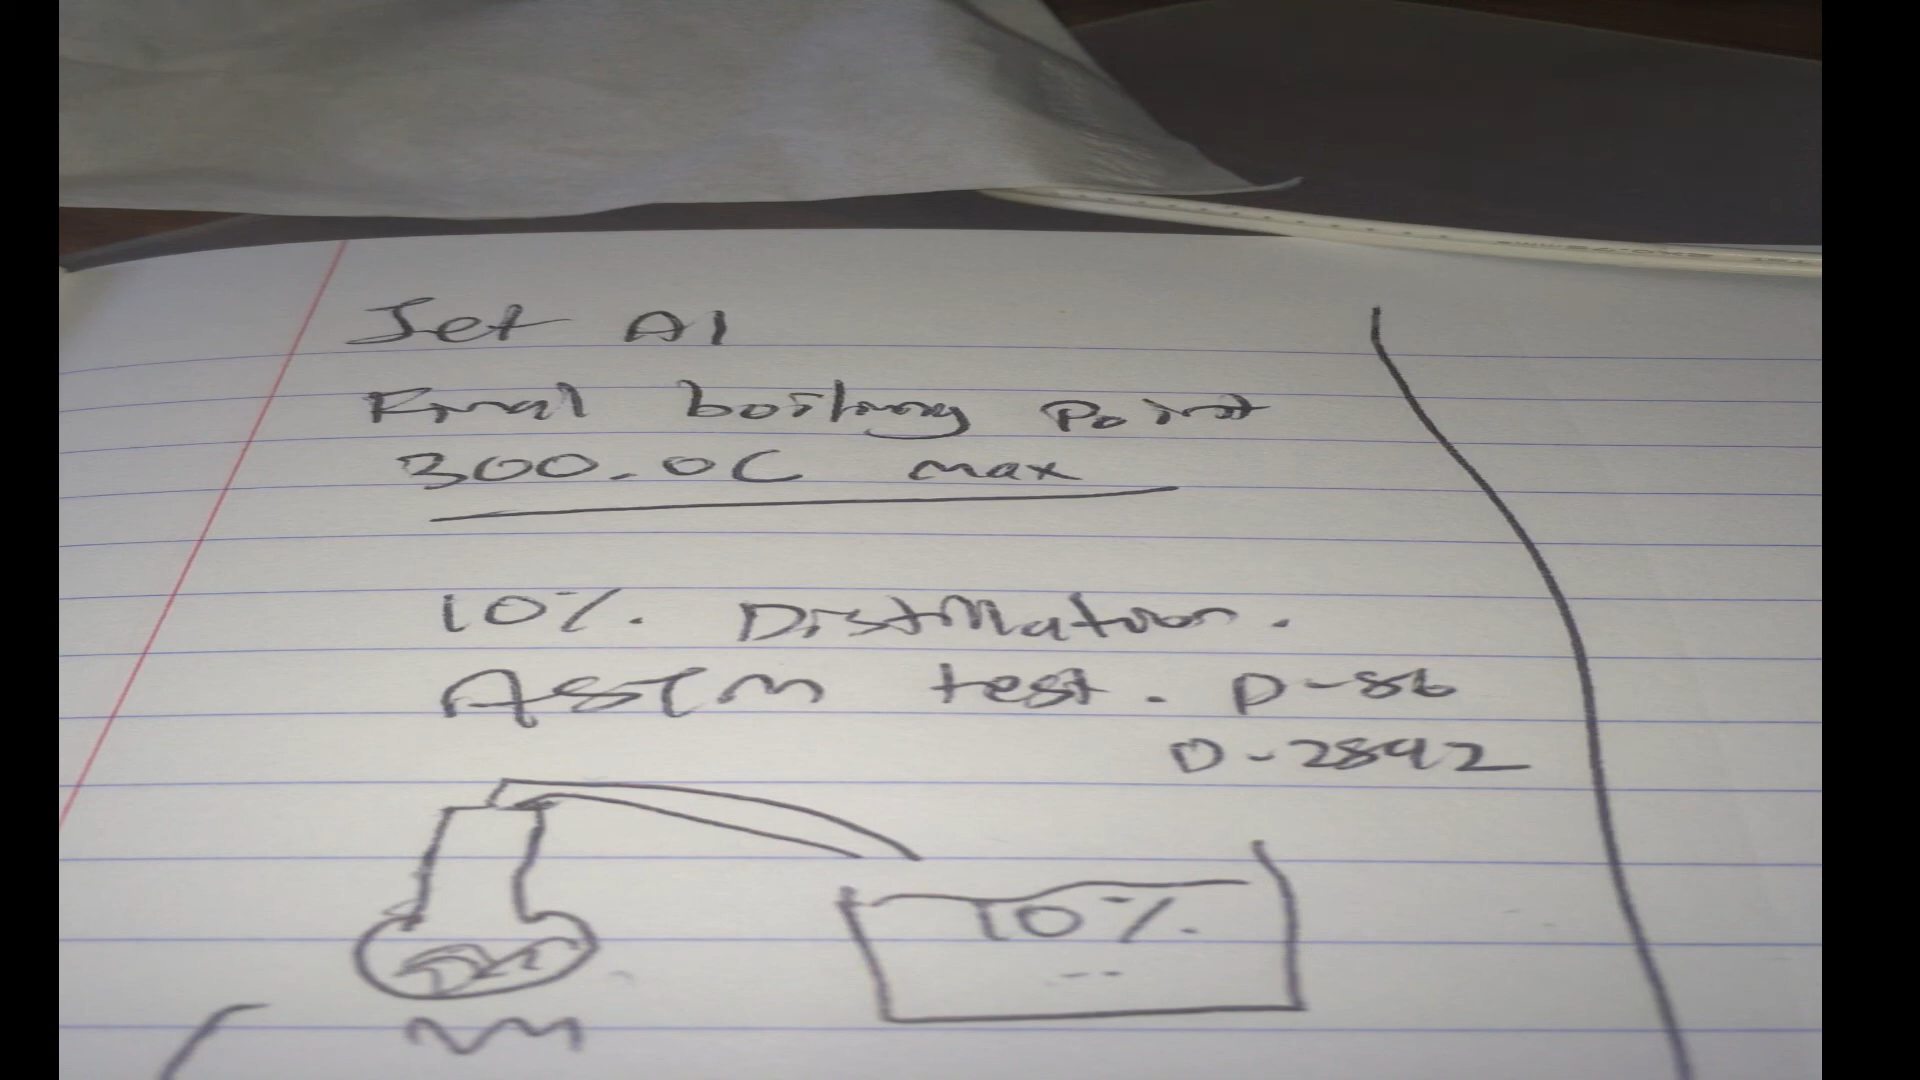 Jet A1
Final boiling Point
300.0C max
10%. Distillation.
ASTM test. D-86
D-2892
10%.